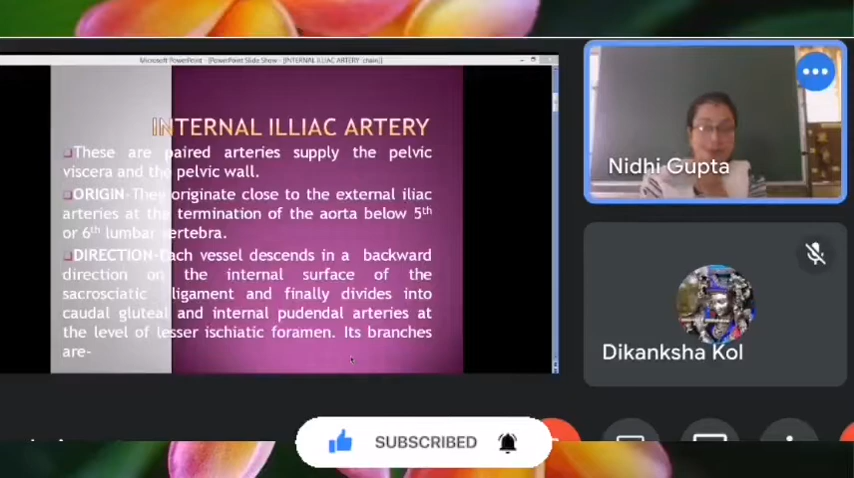 Microsoft PowerPoint - [PowerPoint Slide Show - [INTERNAL ILLIAC ARTERY chain]]
INTERNAL ILLIAC ARTERY
These are paired arteries supply the pelvic
viscera and the pelvic wall.
ORIGIN-They originate close to the external iliac
arteries at the termination of the aorta below 5th
or 6th lumbar vertebra.
DIRECTION-Each vessel descends in a backward
direction on the internal surface of the
sacrosciatic ligament and finally divides into
caudal gluteal and internal pudendal arteries at
the level of lesser ischiatic foramen. Its branches
are-
Nidhi Gupta
Dikanksha Kol
SUBSCRIBED